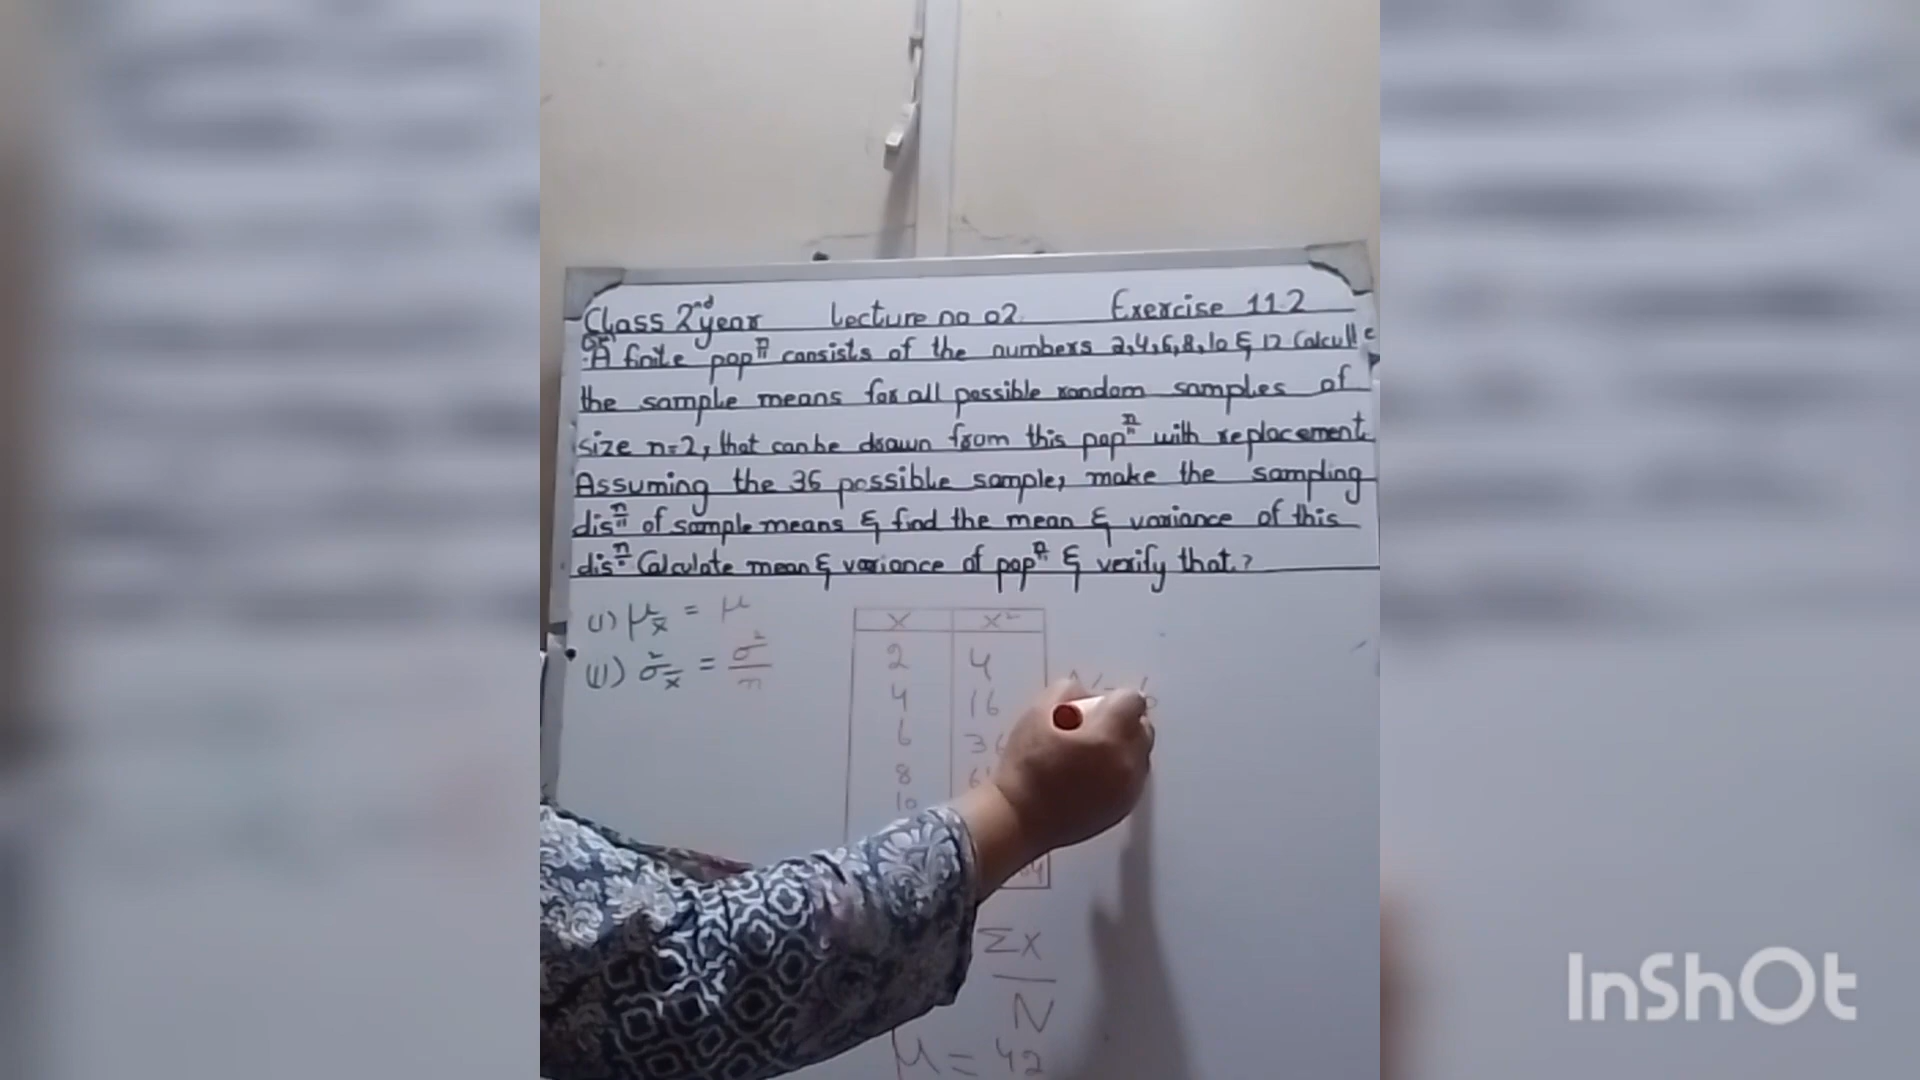 Class 2nd year Lecture no 02 Exercise 11.2
A finite popⁿ consists of the numbers 2,4,6,8,10 & 12 Calcul
the sample means for all possible random samples of
size n=2, that can be drawn from this popⁿ with replacement
Assuming the 36 possible sample, make the sampling
disⁿ of sample means & find the mean & variance of this
disⁿ. Calculate mean & variance of popⁿ & verify that.?
(i) μx̄ = μ
(ii) σ²x̄ = σ²/n
X X²
2 4
4 16
6 36
8
10
Σx
N
μ = 42
InShOt